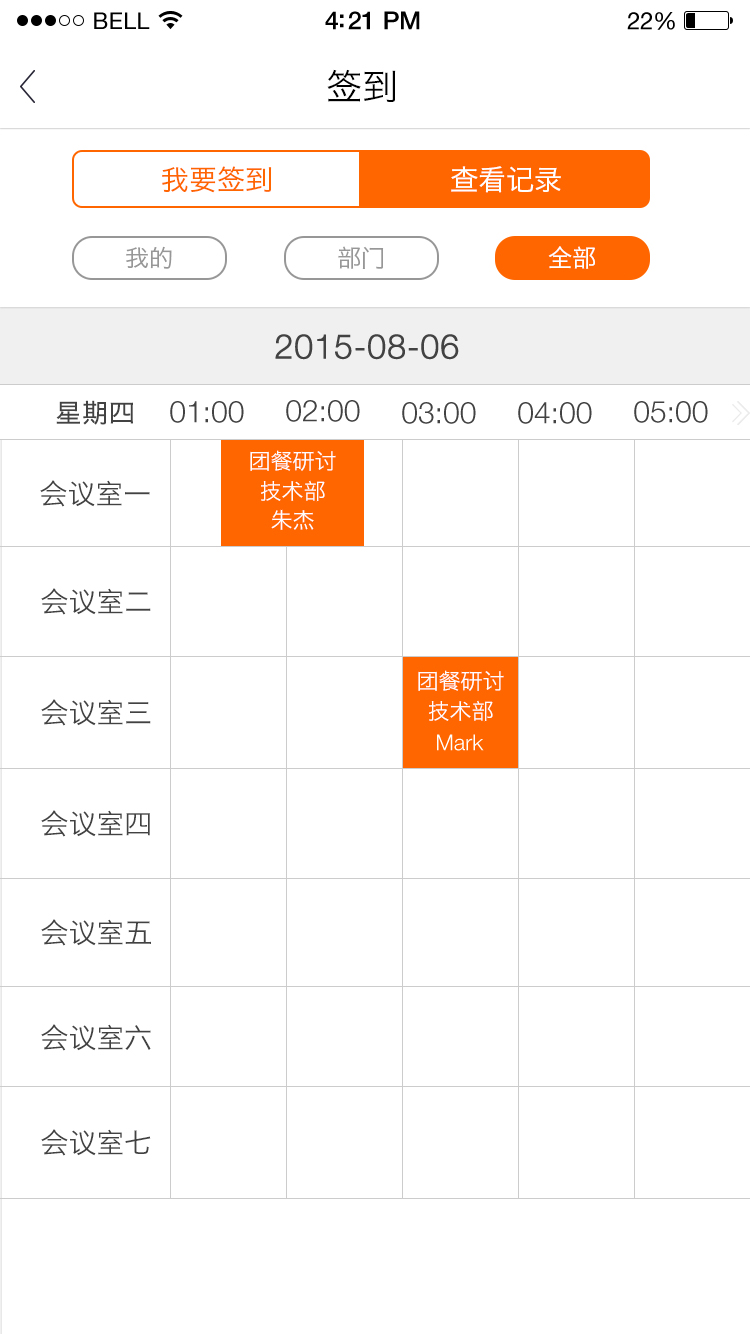 BELL 4:21 PM 22%
签到
我要签到 查看记录
我的 部门 全部
2015-08-06
星期四 01:00 02:00 03:00 04:00 05:00
会议室一
团餐研讨
技术部
朱杰
会议室二
会议室三
团餐研讨
技术部
Mark
会议室四
会议室五
会议室六
会议室七